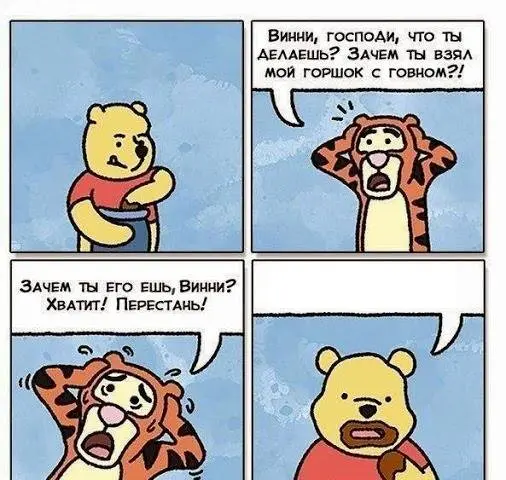 Винни, господи, что ты
делаешь? Зачем ты взял
мой горшок с говном?!
Зачем ты его ешь, Винни?
Хватит! Перестань!